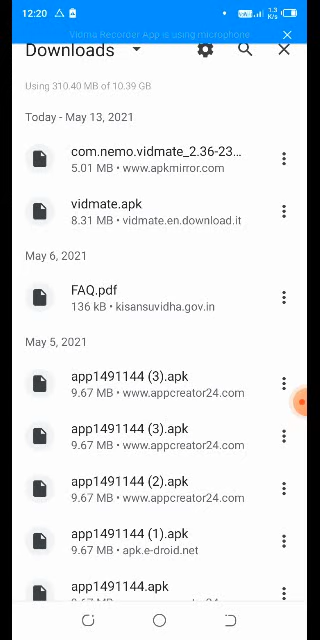 12:20
1.3
K/s
Vidma Recorder App is using microphone
Downloads
Using 310.40 MB of 10.39 GB
Today - May 13, 2021
com.nemo.vidmate_2.36-23...
5.01 MB • www.apkmirror.com
vidmate.apk
8.31 MB • vidmate.en.download.it
May 6, 2021
FAQ.pdf
136 kB • kisansuvidha.gov.in
May 5, 2021
app1491144 (3).apk
9.67 MB • www.appcreator24.com
app1491144 (3).apk
9.67 MB • www.appcreator24.com
app1491144 (2).apk
9.67 MB • www.appcreator24.com
app1491144 (1).apk
9.67 MB • apk.e-droid.net
app1491144.apk